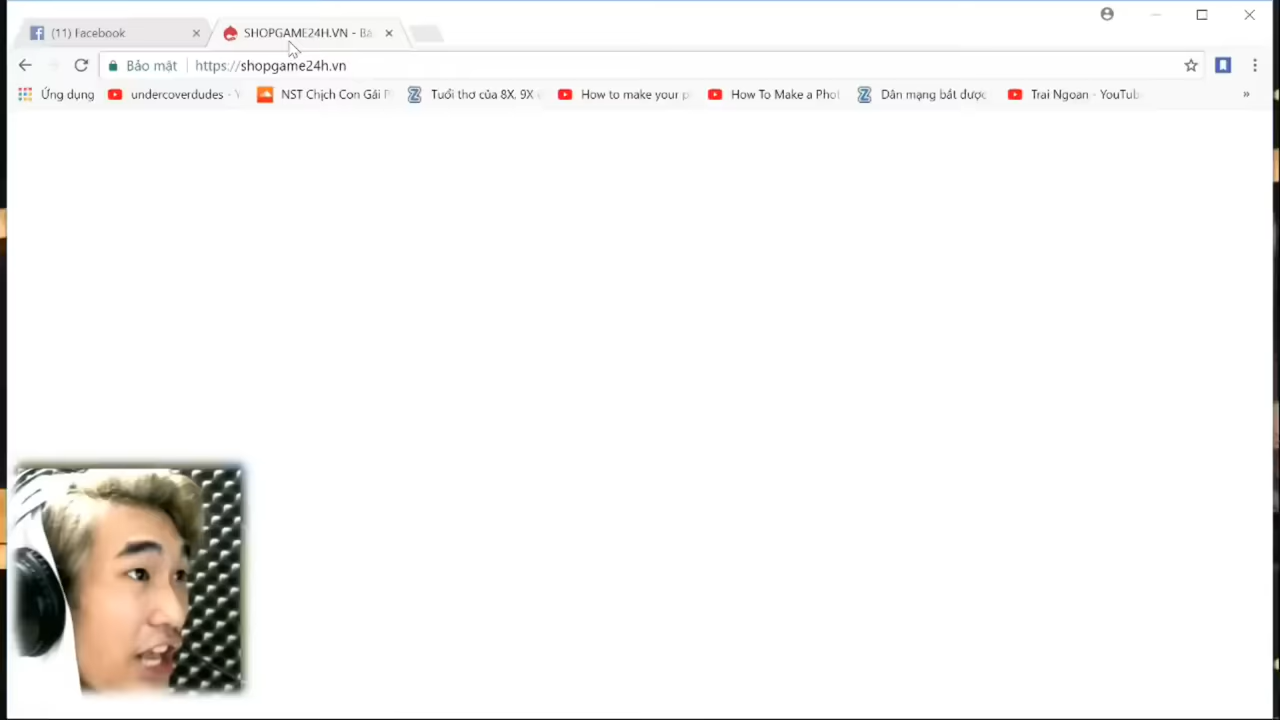 (11) Facebook
SHOPGAME24H.VN - Bá
Bảo mật
https://shopgame24h.vn
Ứng dụng
undercoverdudes - Y
NST Chịch Con Gái P
Tuổi thơ của 8X, 9X
How to make your p
How To Make a Phot
Dân mạng bắt được
Trai Ngoan - YouTub
»